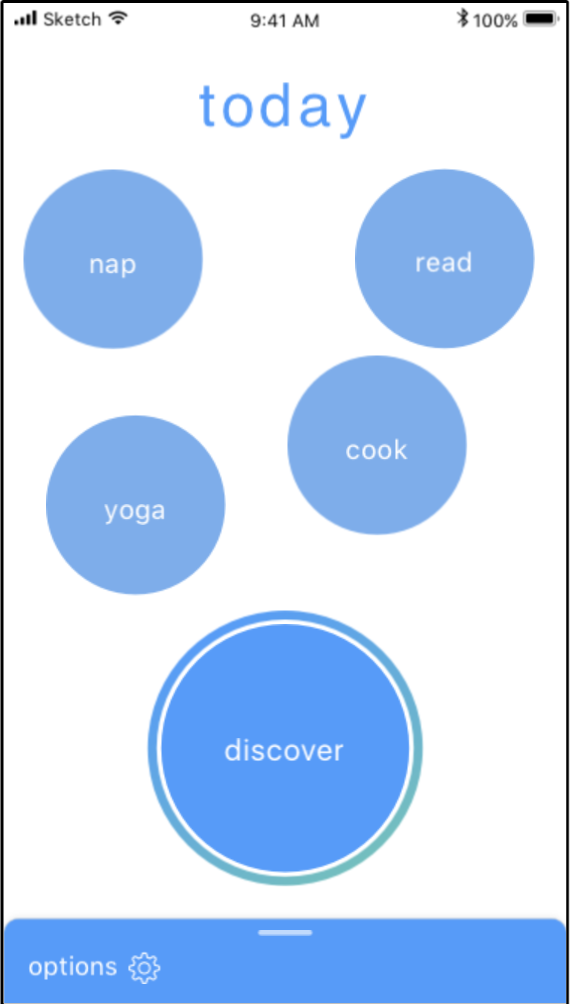 Sketch 9:41 AM 100%
today
nap
read
cook
yoga
discover
options